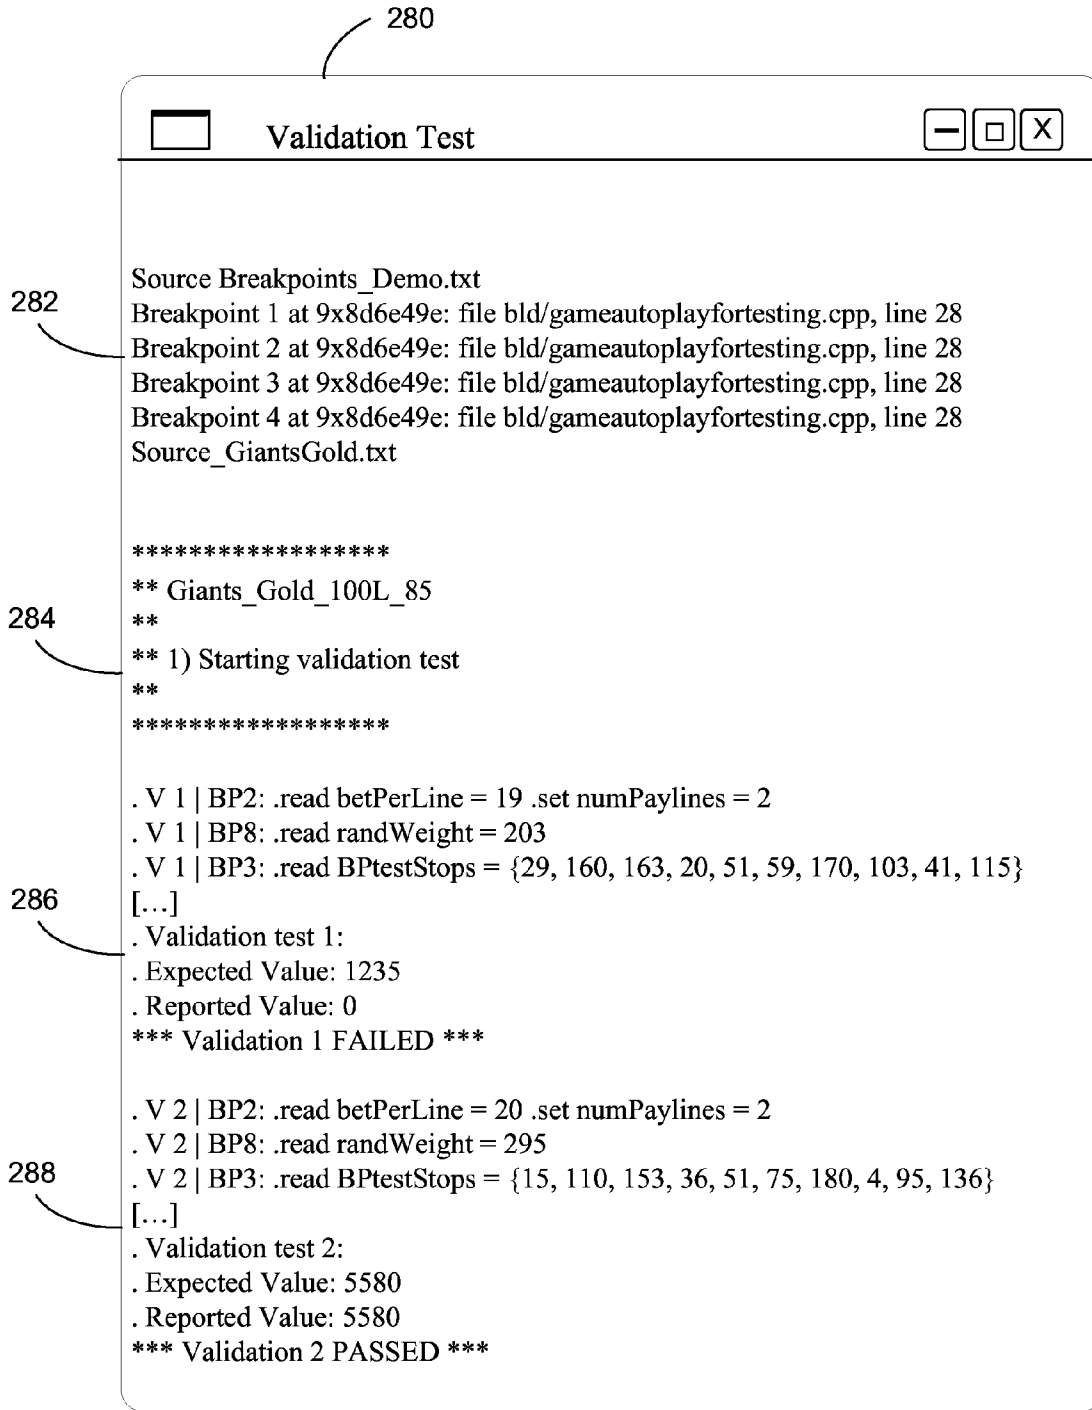 280
Validation Test
X
Source Breakpoints_Demo.txt
282
Breakpoint 1 at 9x8d6e49e: file bld/gameautoplayfortesting.cpp, line 28
Breakpoint 2 at 9x8d6e49e: file bld/gameautoplayfortesting.cpp, line 28
Breakpoint 3 at 9x8d6e49e: file bld/gameautoplayfortesting.cpp, line 28
Breakpoint 4 at 9x8d6e49e: file bld/gameautoplayfortesting.cpp, line 28
Source_GiantsGold.txt
******************
** Giants_Gold_100L_85
284
**
** 1) Starting validation test
**
******************
. V 1 | BP2: .read betPerLine = 19 .set numPaylines = 2
. V 1 | BP8: .read randWeight = 203
. V 1 | BP3: .read BPtestStops = {29, 160, 163, 20, 51, 59, 170, 103, 41, 115}
286
[…]
. Validation test 1:
. Expected Value: 1235
. Reported Value: 0
*** Validation 1 FAILED ***
. V 2 | BP2: .read betPerLine = 20 .set numPaylines = 2
. V 2 | BP8: .read randWeight = 295
288
. V 2 | BP3: .read BPtestStops = {15, 110, 153, 36, 51, 75, 180, 4, 95, 136}
[…]
. Validation test 2:
. Expected Value: 5580
. Reported Value: 5580
*** Validation 2 PASSED ***